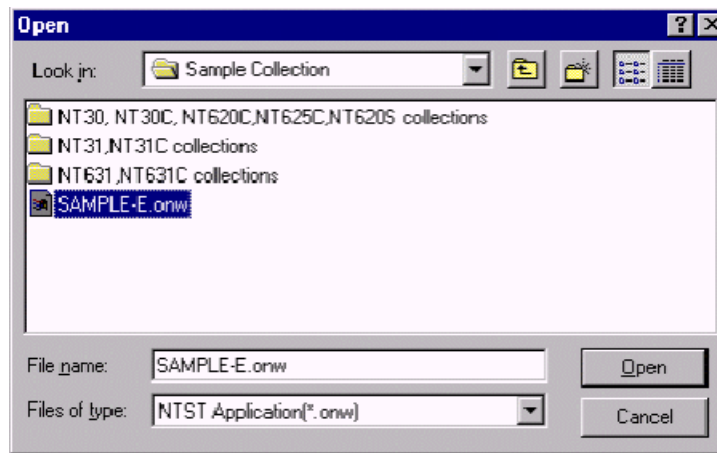 Open
Look in: Sample Collection
NT30, NT30C, NT620C,NT625C,NT620S collections
NT31,NT31C collections
NT631,NT631C collections
SAMPLE-E.onw
File name: SAMPLE-E.onw Open
Files of type: NTST Application(*.onw) Cancel